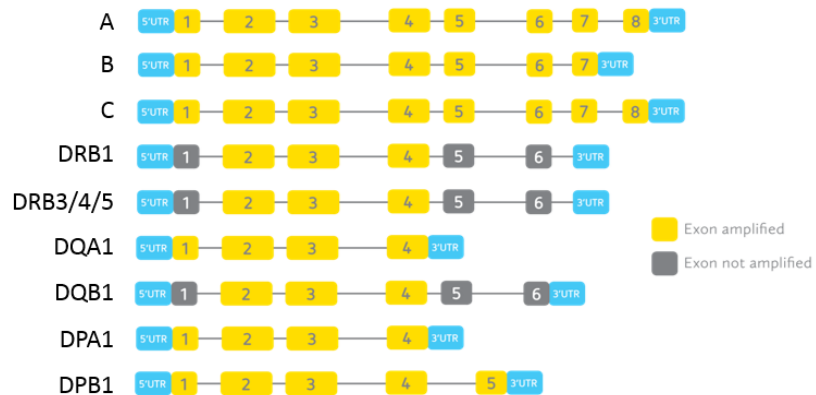 A 5'UTR 1 2 3 4 5 6 7 8 3'UTR
B 5'UTR 1 2 3 4 5 6 7 3'UTR
C 5'UTR 1 2 3 4 5 6 7 8 3'UTR
DRB1 5'UTR 1 2 3 4 5 6 3'UTR
DRB3/4/5 5'UTR 1 2 3 4 5 6 3'UTR
Exon amplified
DQA1 5'UTR 1 2 3 4 3'UTR
Exon not amplified
DQB1 5'UTR 1 2 3 4 5 6 3'UTR
DPA1 5'UTR 1 2 3 4 3'UTR
DPB1 5'UTR 1 2 3 4 5 3'UTR